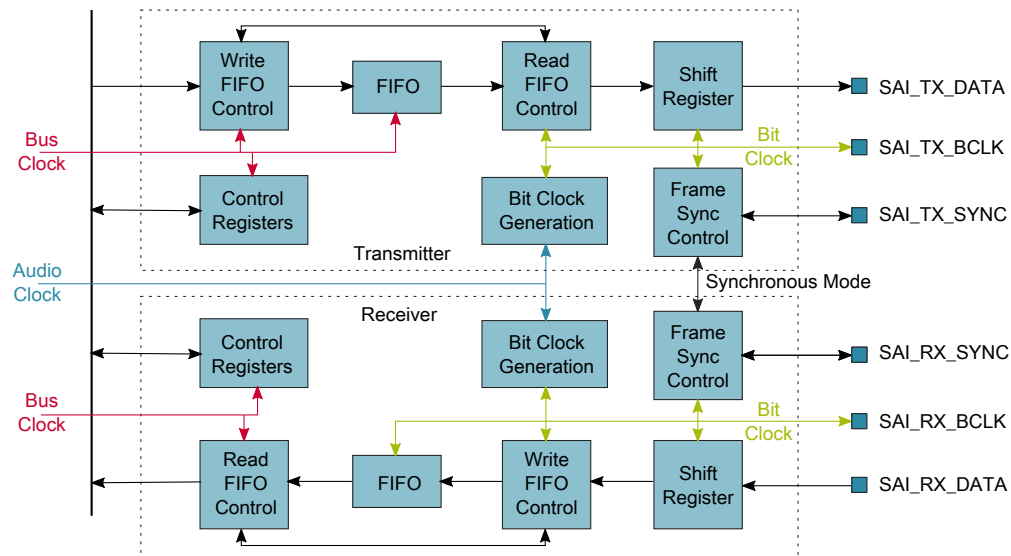 Write
FIFO
Control
FIFO
Read
FIFO
Control
Shift
Register
SAI_TX_DATA
Bus
Clock
Bit
Clock
SAI_TX_BCLK
Control
Registers
Bit Clock
Generation
Frame
Sync
Control
SAI_TX_SYNC
Transmitter
Audio
Clock
Synchronous Mode
Receiver
Control
Registers
Bit Clock
Generation
Frame
Sync
Control
SAI_RX_SYNC
Bus
Clock
Bit
Clock
SAI_RX_BCLK
Read
FIFO
Control
FIFO
Write
FIFO
Control
Shift
Register
SAI_RX_DATA